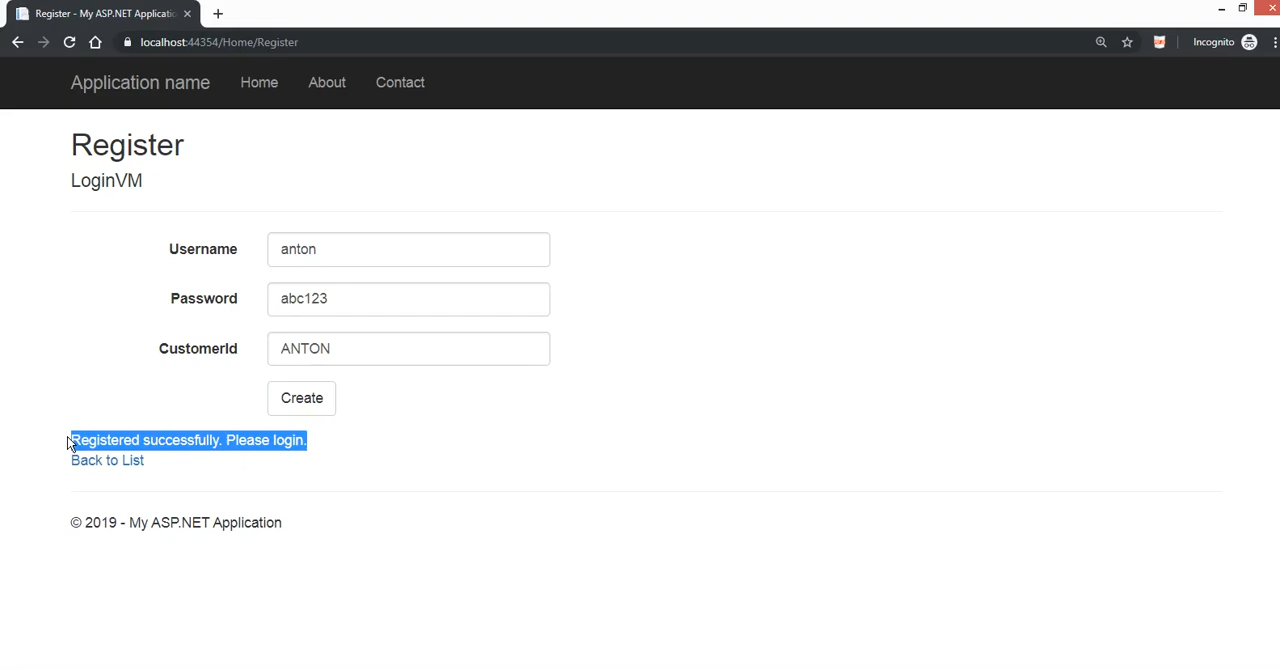 Register - My ASP.NET Applicatio
localhost:44354/Home/Register
Incognito
Application name Home About Contact
Register
LoginVM
Username anton
Password abc123
CustomerId ANTON
Create
Registered successfully. Please login.
Back to List
© 2019 - My ASP.NET Application